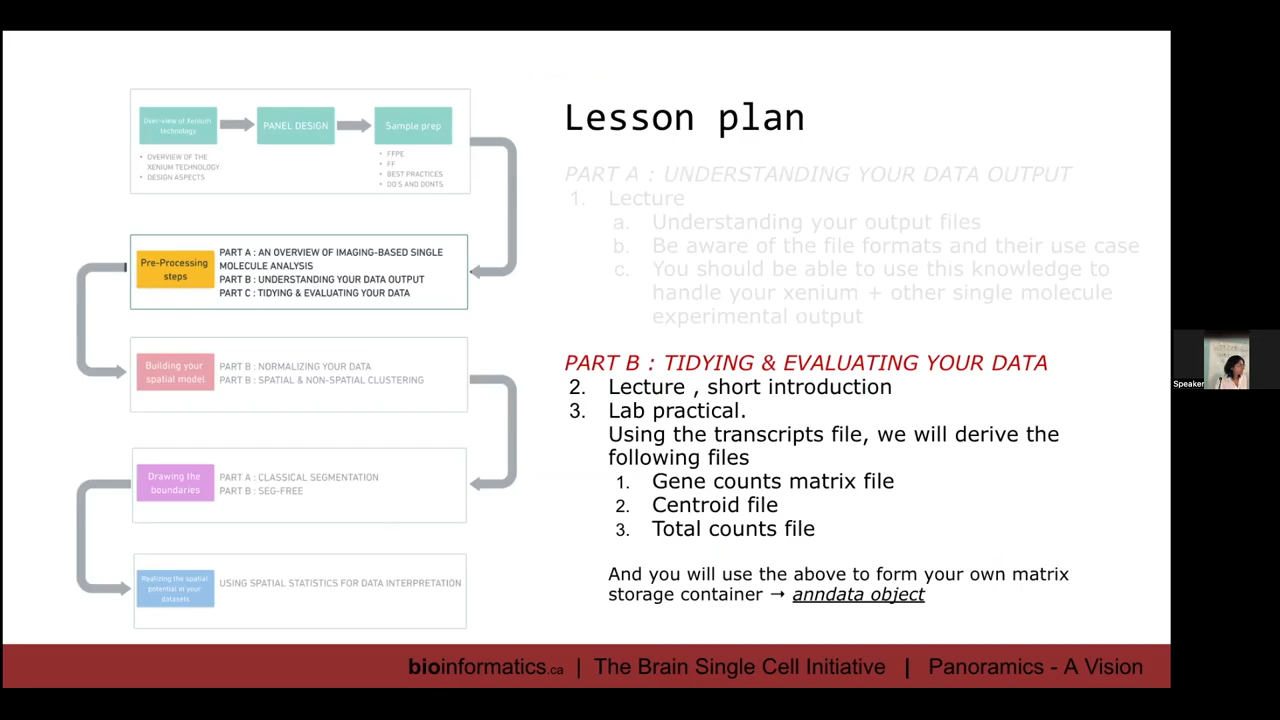 Over-view of Xenium
technology
PANEL DESIGN
Sample prep
• OVERVIEW OF THE
XENIUM TECHNOLOGY
• DESIGN ASPECTS
• FFPE
• FF
• BEST PRACTICES
• DO'S AND DONTS
Pre-Processing
steps
PART A : AN OVERVIEW OF IMAGING-BASED SINGLE
MOLECULE ANALYSIS
PART B : UNDERSTANDING YOUR DATA OUTPUT
PART C : TIDYING & EVALUATING YOUR DATA
Building your
spatial model
PART B : NORMALIZING YOUR DATA
PART B : SPATIAL & NON-SPATIAL CLUSTERING
Drawing the
boundaries
PART A : CLASSICAL SEGMENTATION
PART B : SEG-FREE
Realizing the spatial
potential in your
datasets
USING SPATIAL STATISTICS FOR DATA INTERPRETATION
Lesson plan
PART A : UNDERSTANDING YOUR DATA OUTPUT
1. Lecture
a. Understanding your output files
b. Be aware of the file formats and their use case
c. You should be able to use this knowledge to
handle your xenium + other single molecule
experimental output
PART B : TIDYING & EVALUATING YOUR DATA
2. Lecture , short introduction
3. Lab practical.
Using the transcripts file, we will derive the
following files
1. Gene counts matrix file
2. Centroid file
3. Total counts file
And you will use the above to form your own matrix
storage container → anndata object
bioinformatics.ca | The Brain Single Cell Initiative | Panoramics - A Vision
Speaker